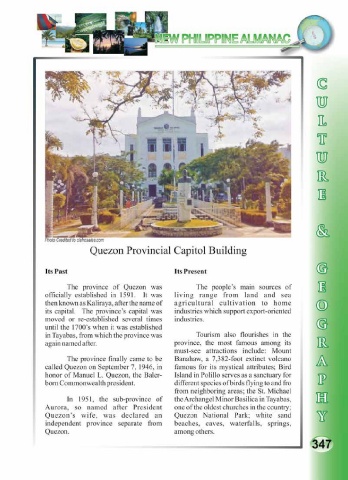 NEW PHILIPPINE ALMANAC
Quezon Provincial Capitol Building
Its Past
The province of Quezon was
officially established in 1591. It was
then known as Kaliraya, after the name of
its capital. The province's capital was
moved or re-established several times
until the 1700's when it was established
in Tayabas, from which the province was
again named after.
The province finally came to be
called Quezon on September 7, 1946, in
honor of Manuel L. Quezon, the Baler-
born Commonwealth president.
In 1951, the sub-province of
Aurora, so named after President
Quezon's wife, was declared an
independent province separate from
Quezon.
Its Present
The people's main sources of
living range from land and sea
agricultural cultivation to home
industries which support export-oriented
industries.
Tourism also flourishes in the
province, the most famous among its
must-see attractions include: Mount
Banahaw, a 7,382-foot extinct volcano
famous for its mystical attributes; Bird
Island in Polillo serves as a sanctuary for
different species of birds flying to and fro
from neighboring areas; the St. Michael
the Archangel Minor Basilica in Tayabas,
one of the oldest churches in the country;
Quezon National Park; white sand
beaches, caves, waterfalls, springs,
among others.
CULTURE & GEOGRAPHY
347